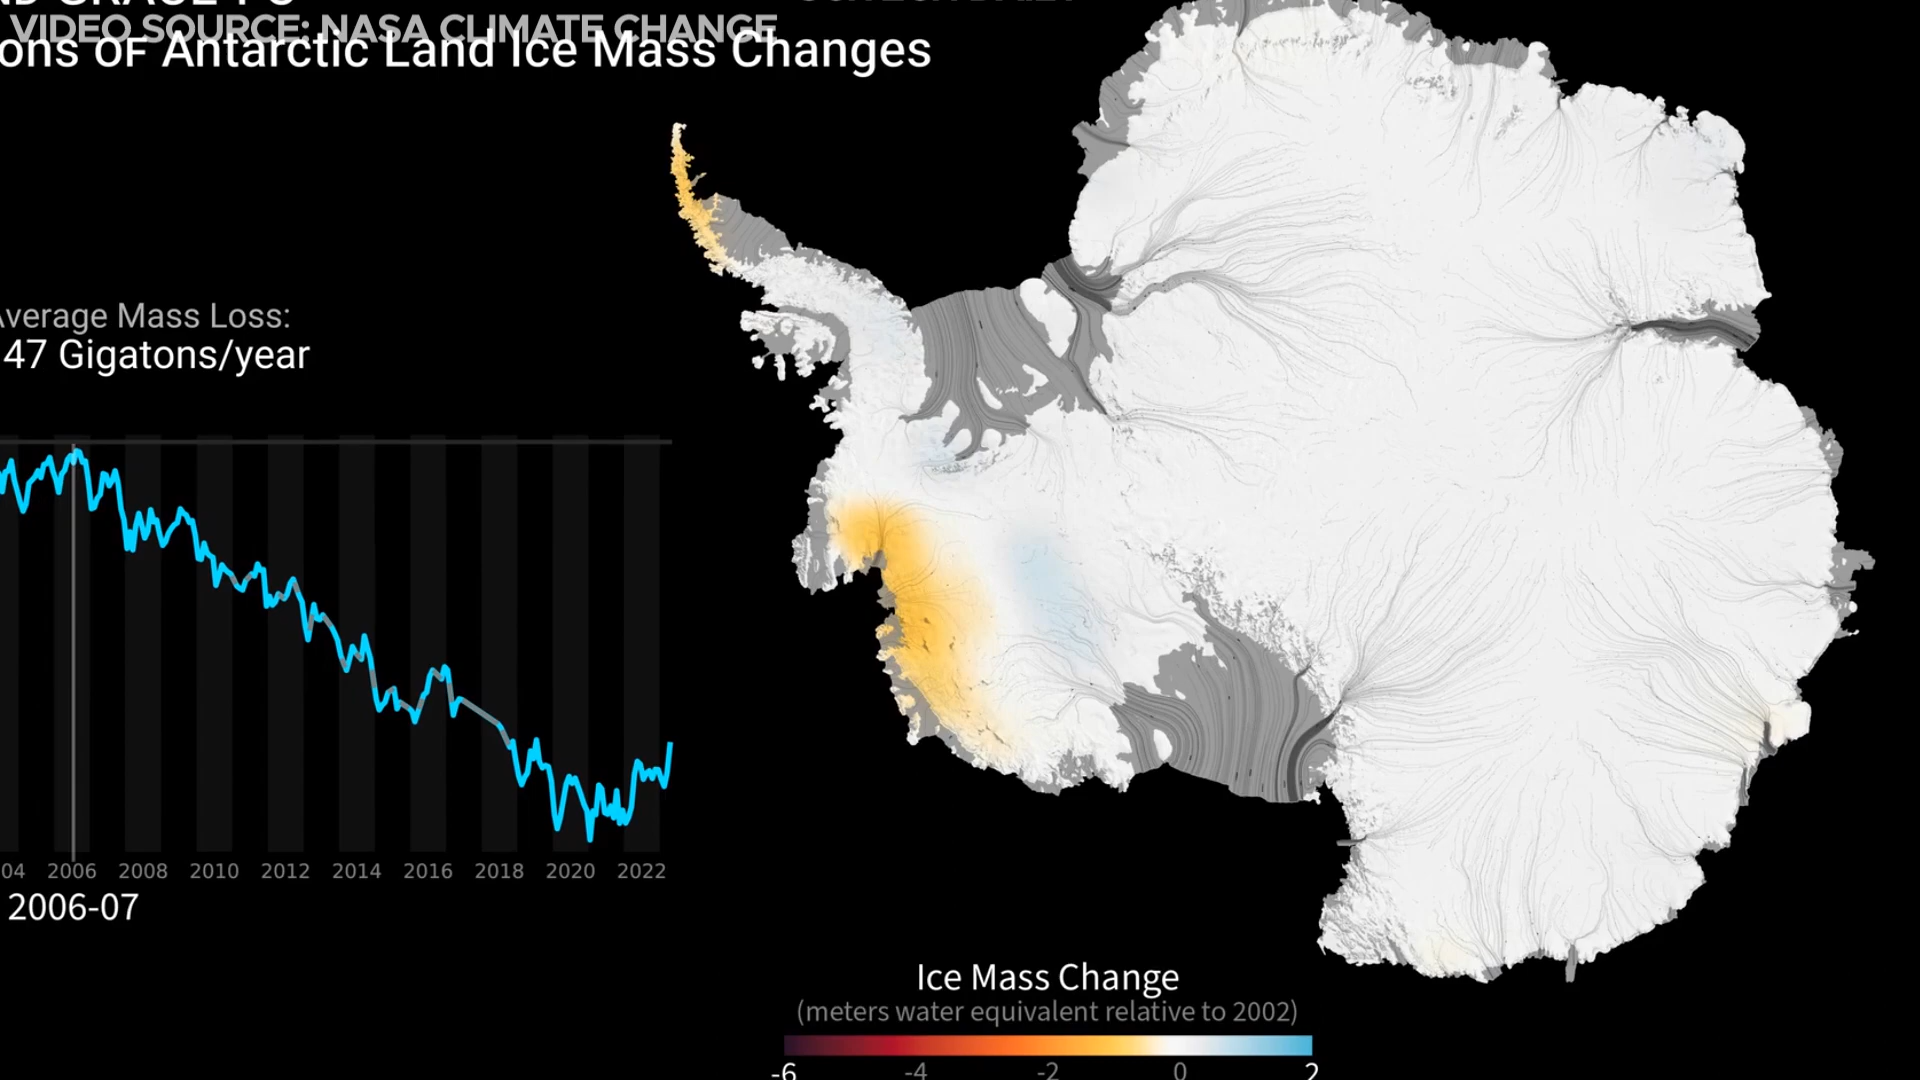 VIDEO SOURCE: NASA CLIMATE CHANGE
ons of Antarctic Land Ice Mass Changes
Average Mass Loss:
47 Gigatons/year
04 2006 2008 2010 2012 2014 2016 2018 2020 2022
2006-07
Ice Mass Change
(meters water equivalent relative to 2002)
-6 -4 -2 0 2